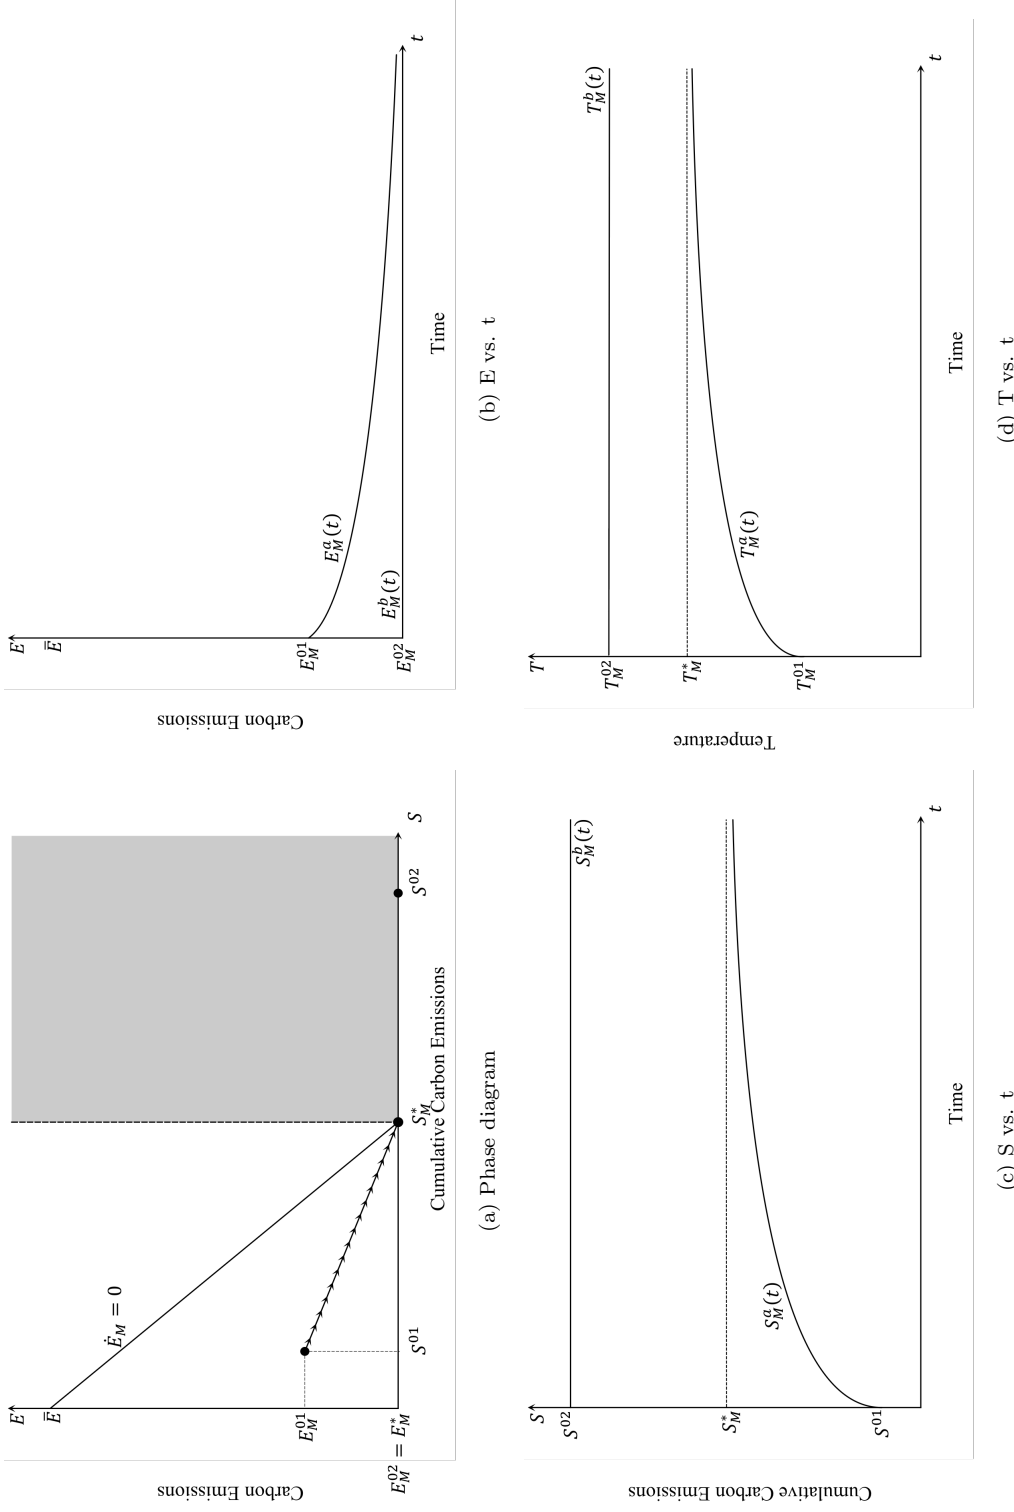 E
E̅
E_M^{01}
E_M^{02} = E_M^*
Ė_M = 0
S^{01}
S_M^*
S^{02}
S
Carbon Emissions
Cumulative Carbon Emissions
(a) Phase diagram
E
E̅
E_M^{01}
E_M^{02}
E_M^a(t)
E_M^b(t)
t
Carbon Emissions
Time
(b) E vs. t
S
S^{02}
S_M^*
S^{01}
S_M^a(t)
S_M^b(t)
t
Cumulative Carbon Emissions
Time
(c) S vs. t
T
T_M^{02}
T_M^*
T_M^{01}
T_M^a(t)
T_M^b(t)
t
Temperature
Time
(d) T vs. t